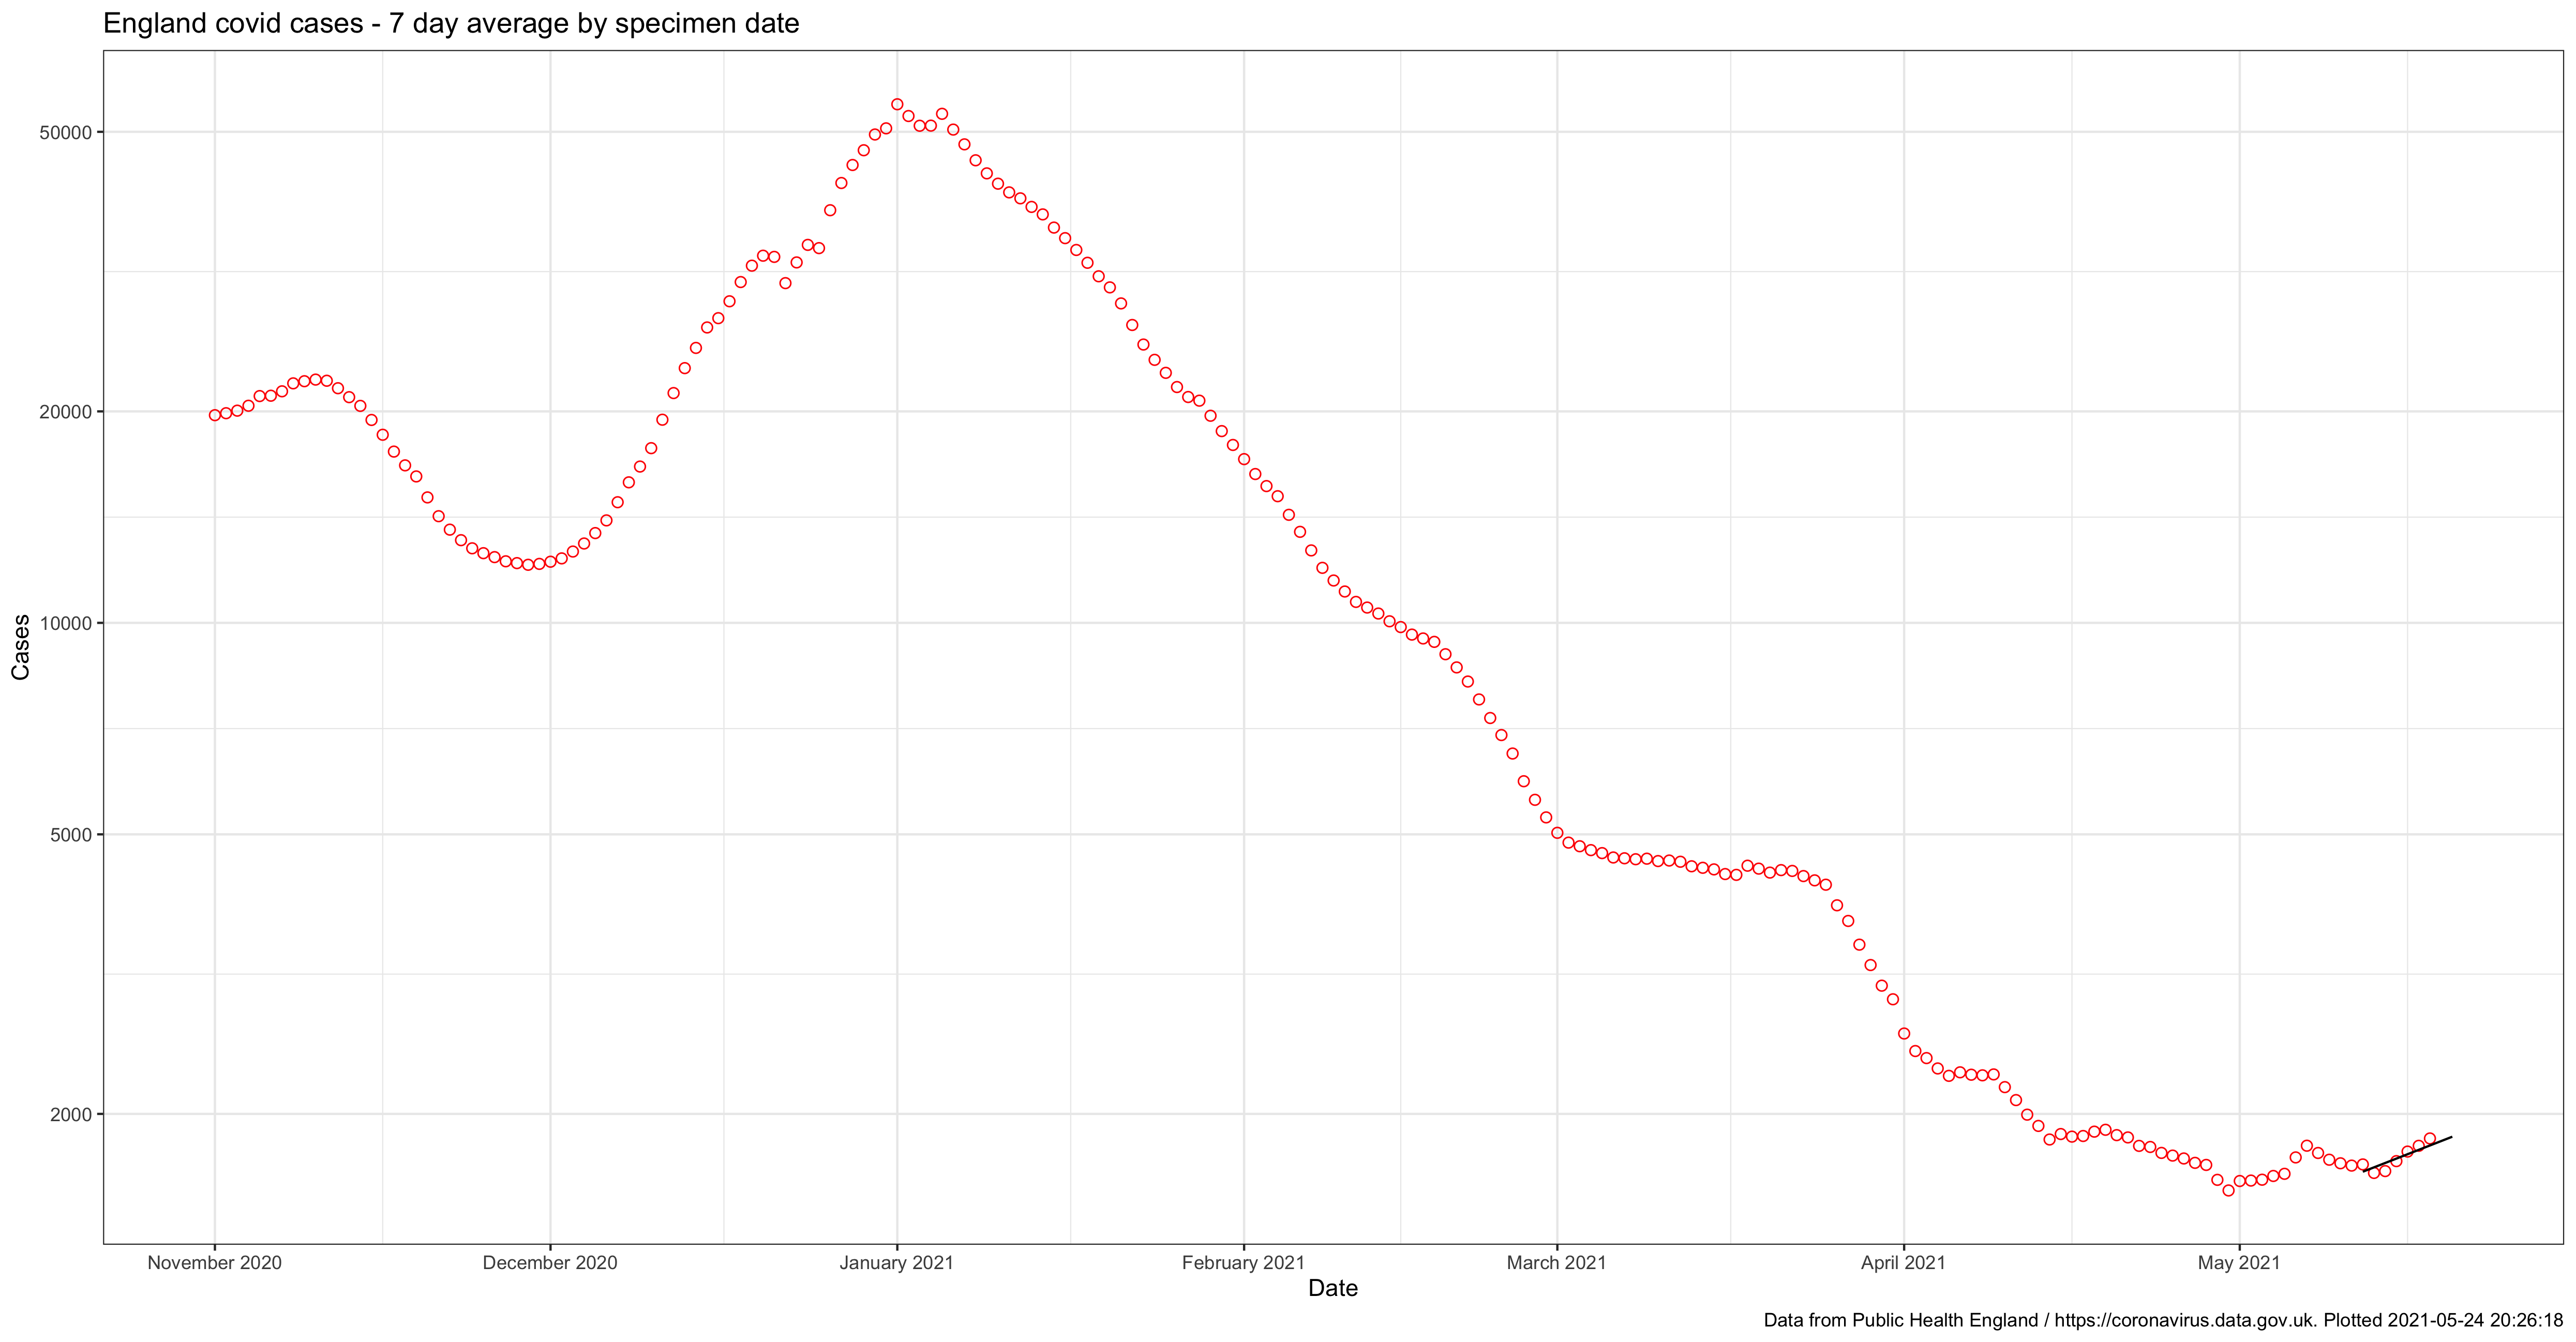 England covid cases - 7 day average by specimen date
50000
20000
10000
5000
2000
Cases
November 2020
December 2020
January 2021
February 2021
March 2021
April 2021
May 2021
Date
Data from Public Health England / https://coronavirus.data.gov.uk. Plotted 2021-05-24 20:26:18